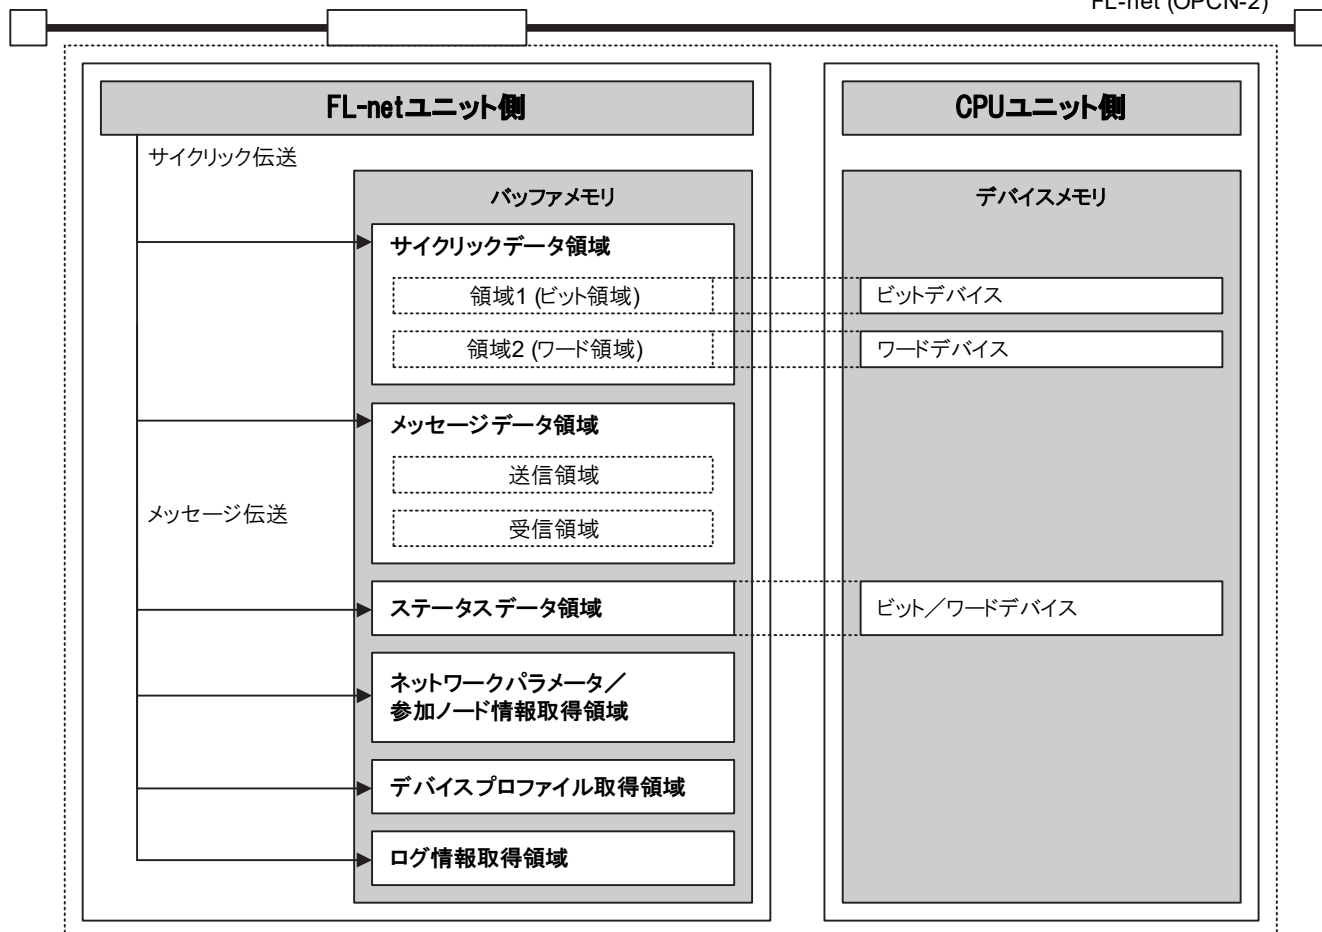 FL-net (OPCN-2)
FL-netユニット側
CPUユニット側
サイクリック伝送
バッファメモリ
デバイスメモリ
サイクリックデータ領域
領域1 (ビット領域)
ビットデバイス
領域2 (ワード領域)
ワードデバイス
メッセージデータ領域
送信領域
メッセージ伝送
受信領域
ステータスデータ領域
ビット／ワードデバイス
ネットワークパラメータ／
参加ノード情報取得領域
デバイスプロファイル取得領域
ログ情報取得領域